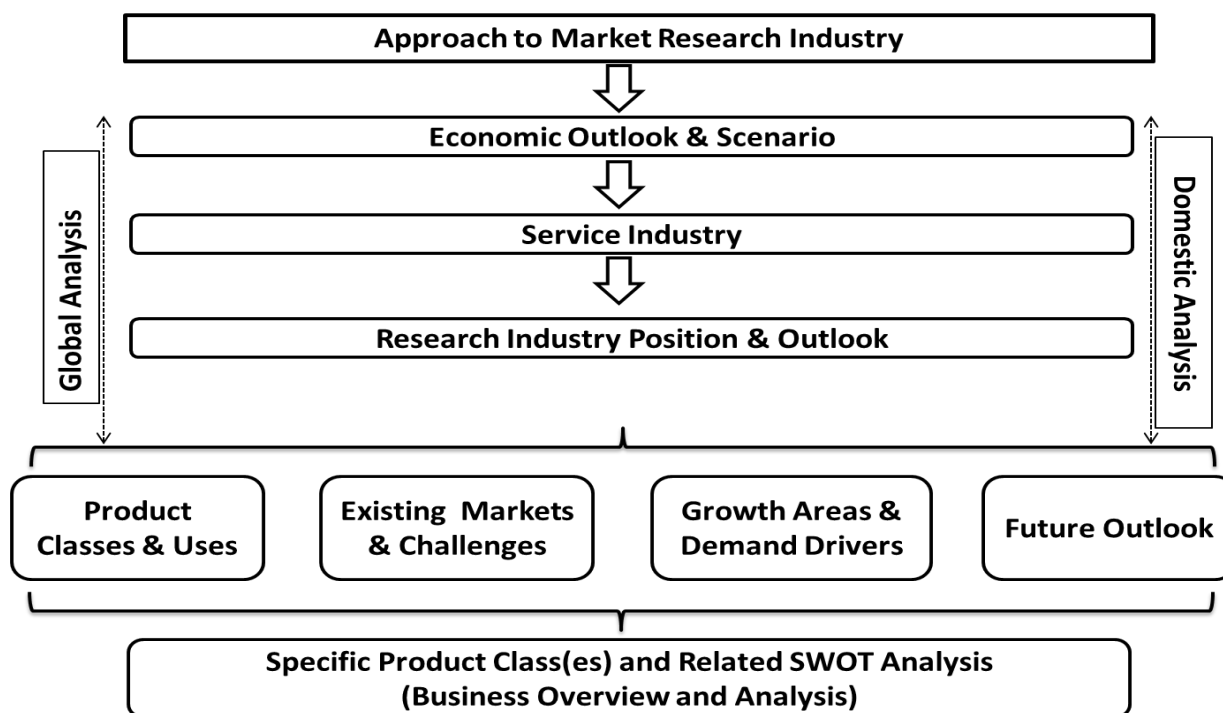 Approach to Market Research Industry
Economic Outlook & Scenario
Service Industry
Research Industry Position & Outlook
Global Analysis
Domestic Analysis
Product
Classes & Uses
Existing Markets
& Challenges
Growth Areas &
Demand Drivers
Future Outlook
Specific Product Class(es) and Related SWOT Analysis
(Business Overview and Analysis)